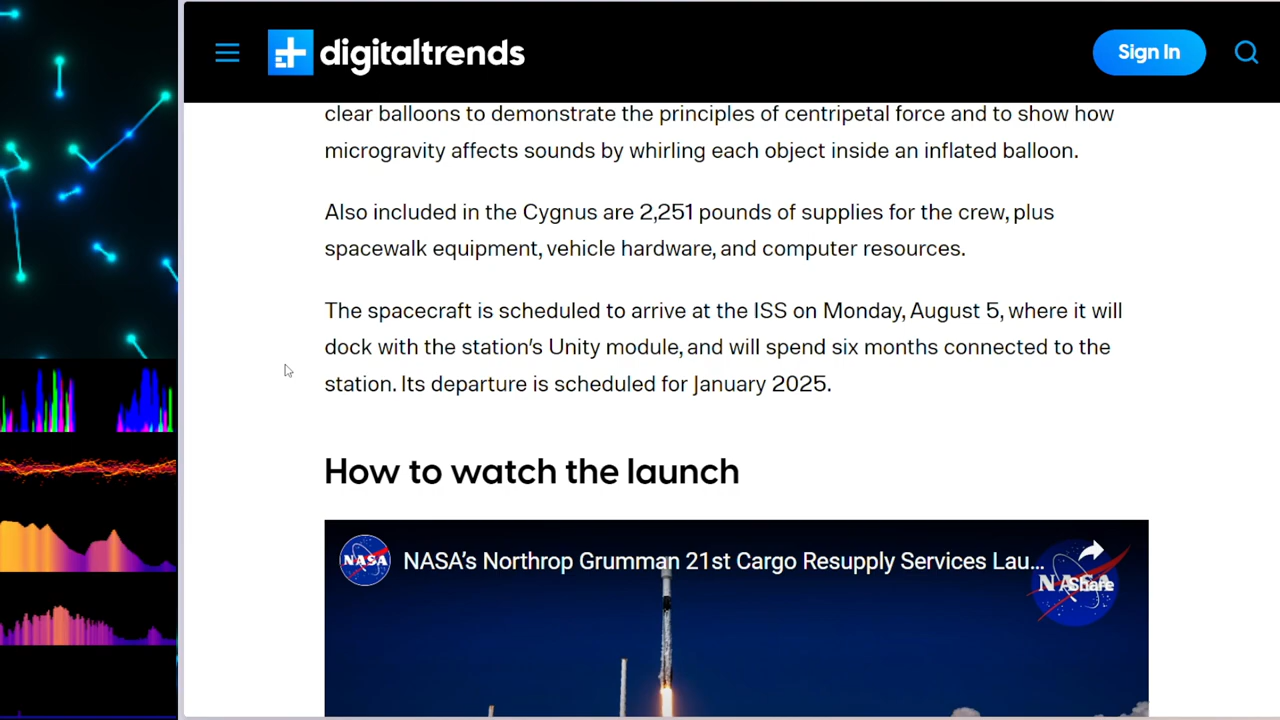 digitaltrends
Sign In
clear balloons to demonstrate the principles of centripetal force and to show how
microgravity affects sounds by whirling each object inside an inflated balloon.
Also included in the Cygnus are 2,251 pounds of supplies for the crew, plus
spacewalk equipment, vehicle hardware, and computer resources.
The spacecraft is scheduled to arrive at the ISS on Monday, August 5, where it will
dock with the station’s Unity module, and will spend six months connected to the
station. Its departure is scheduled for January 2025.
How to watch the launch
NASA
NASA’s Northrop Grumman 21st Cargo Resupply Services Lau...
NASA
Share